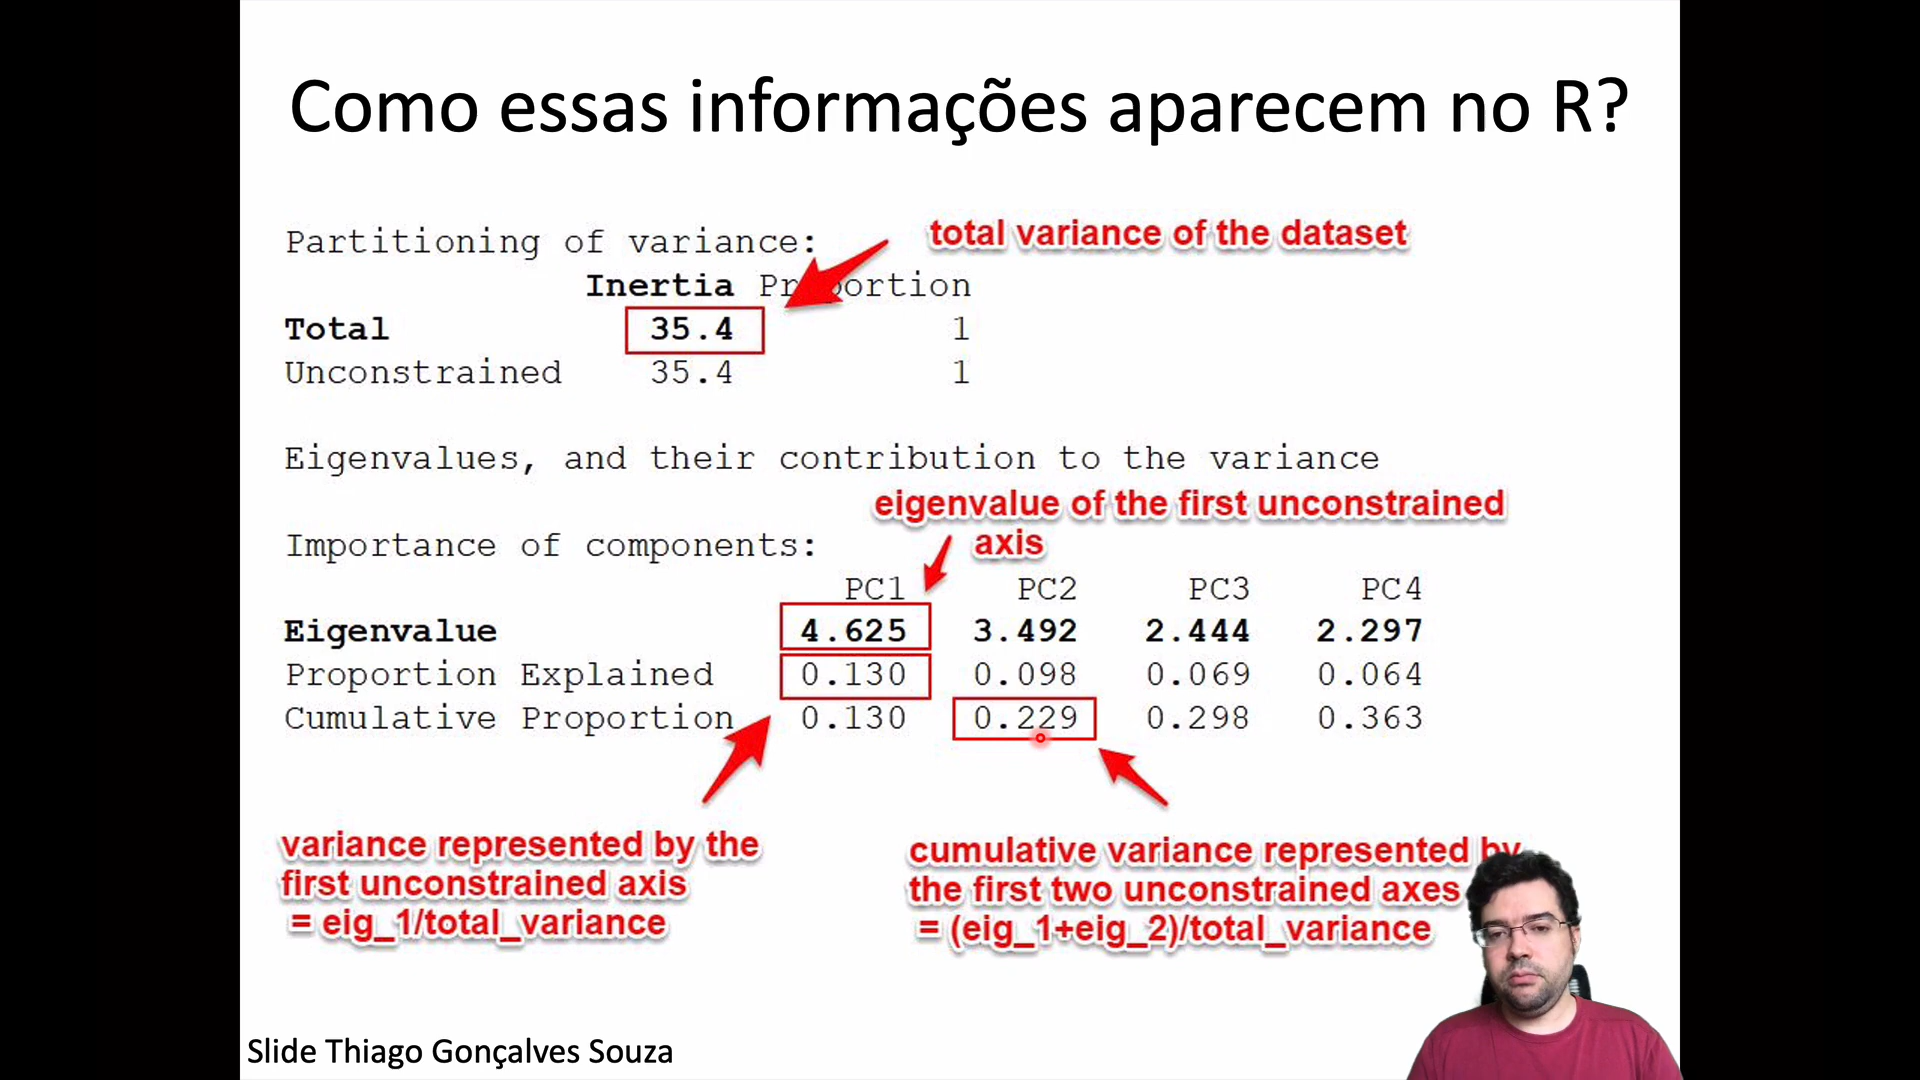 Como essas informações aparecem no R?
total variance of the dataset
Partitioning of variance:
Inertia Proportion
Total 35.4 1
Unconstrained 35.4 1
Eigenvalues, and their contribution to the variance
eigenvalue of the first unconstrained
axis
Importance of components:
PC1 PC2 PC3 PC4
Eigenvalue 4.625 3.492 2.444 2.297
Proportion Explained 0.130 0.098 0.069 0.064
Cumulative Proportion 0.130 0.229 0.298 0.363
variance represented by the
first unconstrained axis
= eig_1/total_variance
cumulative variance represented by
the first two unconstrained axes
= (eig_1+eig_2)/total_variance
Slide Thiago Gonçalves Souza